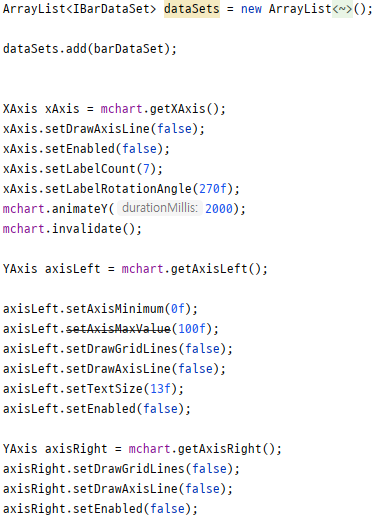 ArrayList<IBarDataSet> dataSets = new ArrayList<~>();
dataSets.add(barDataSet);
XAxis xAxis = mchart.getXAxis();
xAxis.setDrawAxisLine(false);
xAxis.setEnabled(false);
xAxis.setLabelCount(7);
xAxis.setLabelRotationAngle(270f);
mchart.animateY( durationMillis: 2000);
mchart.invalidate();
YAxis axisLeft = mchart.getAxisLeft();
axisLeft.setAxisMinimum(0f);
axisLeft.setAxisMaxValue(100f);
axisLeft.setDrawGridLines(false);
axisLeft.setDrawAxisLine(false);
axisLeft.setTextSize(13f);
axisLeft.setEnabled(false);
YAxis axisRight = mchart.getAxisRight();
axisRight.setDrawGridLines(false);
axisRight.setDrawAxisLine(false);
axisRight.setEnabled(false);